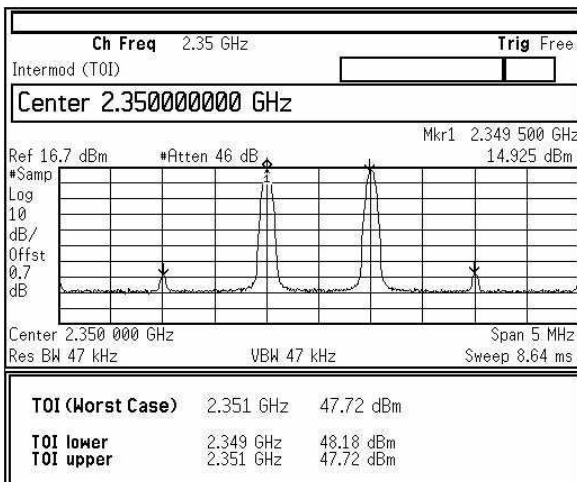 Ch Freq 2.35 GHz Trig Free
Intermod (TOI)
Center 2.350000000 GHz
Mkr1 2.349 500 GHz
Ref 16.7 dBm #Atten 46 dB 14.925 dBm
#Samp
Log
10
dB/
Offst
0.7
dB
1
Center 2.350 000 GHz Span 5 MHz
Res BW 47 kHz VBW 47 kHz Sweep 8.64 ms
TOI (Worst Case) 2.351 GHz 47.72 dBm
TOI lower 2.349 GHz 48.18 dBm
TOI upper 2.351 GHz 47.72 dBm